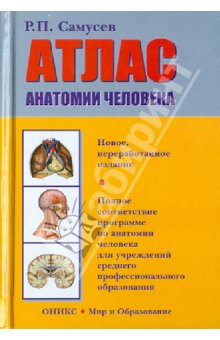 Р.П. Самусев
АТЛАС
АНАТОМИИ ЧЕЛОВЕКА
Новое,
переработанное
издание
Полное
соответствие
программе
по анатомии
человека
для учреждений
среднего
профессионального
образования
ОНИКС • Мир и Образование